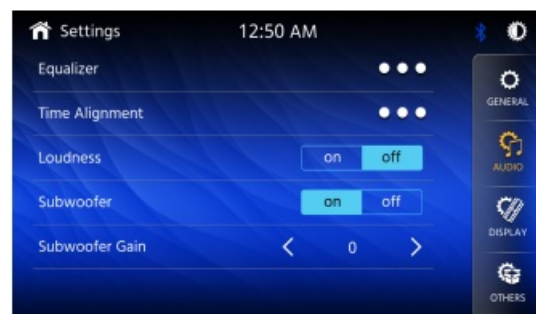 Settings 12:50 AM
Equalizer
Time Alignment
Loudness on off
Subwoofer on off
Subwoofer Gain < 0 >
GENERAL
AUDIO
DISPLAY
OTHERS